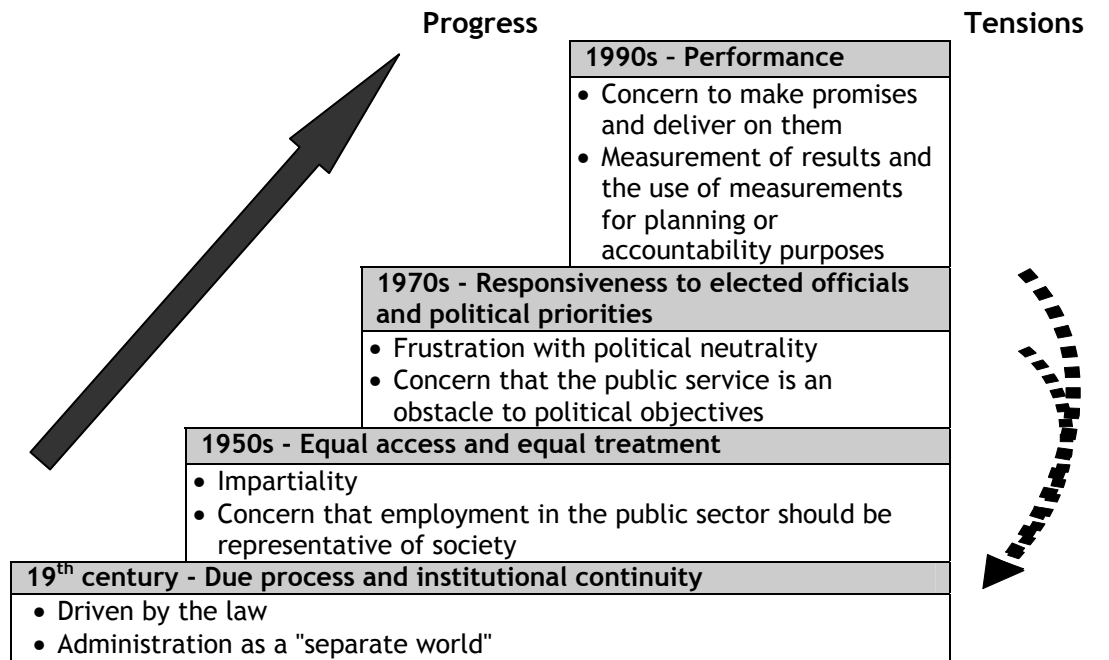 Progress
Tensions
1990s - Performance
• Concern to make promises
and deliver on them
• Measurement of results and
the use of measurements
for planning or
accountability purposes
1970s - Responsiveness to elected officials
and political priorities
• Frustration with political neutrality
• Concern that the public service is an
obstacle to political objectives
1950s - Equal access and equal treatment
• Impartiality
• Concern that employment in the public sector should be
representative of society
19th century - Due process and institutional continuity
• Driven by the law
• Administration as a "separate world"